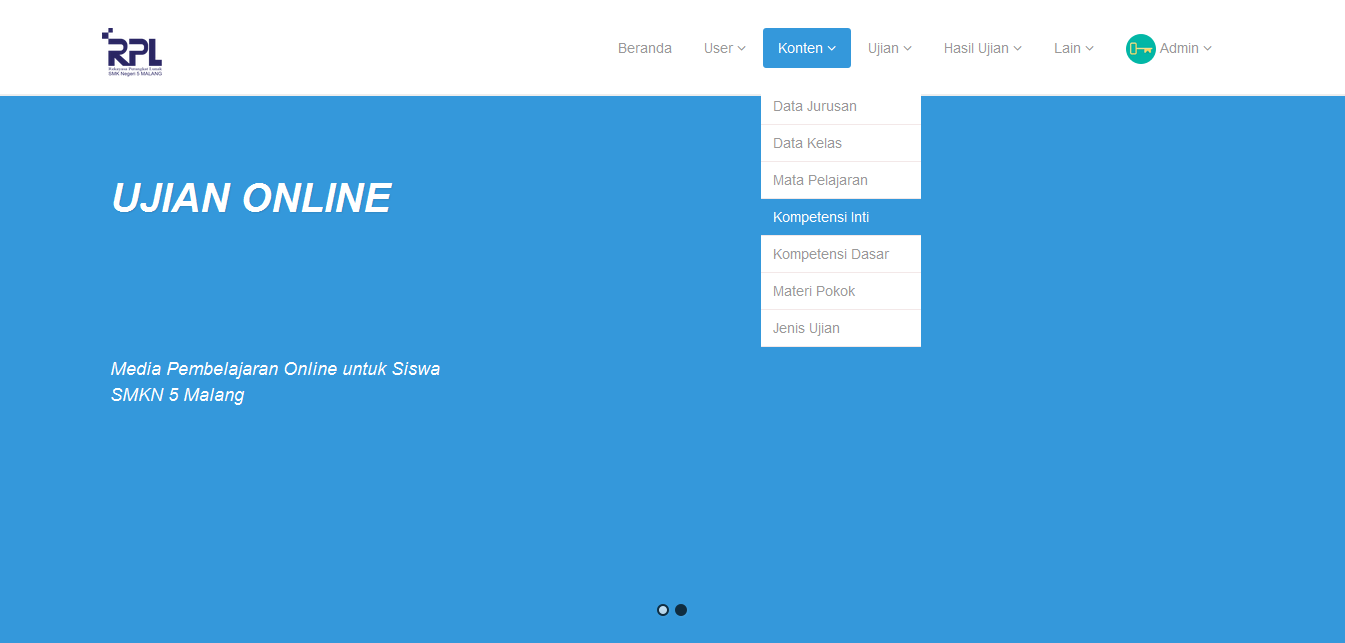 RPL
Rekayasa Perangkat Lunak
SMK Negeri 5 MALANG
Beranda
User
Konten
Ujian
Hasil Ujian
Lain
Admin
Data Jurusan
Data Kelas
Mata Pelajaran
Kompetensi Inti
Kompetensi Dasar
Materi Pokok
Jenis Ujian
UJIAN ONLINE
Media Pembelajaran Online untuk Siswa
SMKN 5 Malang